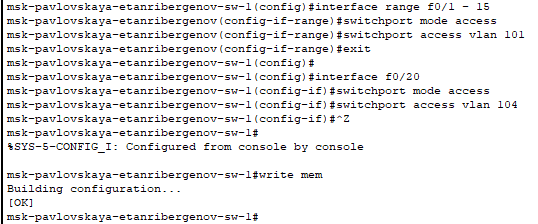 msk-pavlovskaya-etanribergenov-sw-1(config)#interface range f0/1 - 15
msk-pavlovskaya-etanribergenov-sw-1(config-if-range)#switchport mode access
msk-pavlovskaya-etanribergenov-sw-1(config-if-range)#switchport access vlan 101
msk-pavlovskaya-etanribergenov-sw-1(config-if-range)#exit
msk-pavlovskaya-etanribergenov-sw-1(config)#
msk-pavlovskaya-etanribergenov-sw-1(config)#interface f0/20
msk-pavlovskaya-etanribergenov-sw-1(config-if)#switchport mode access
msk-pavlovskaya-etanribergenov-sw-1(config-if)#switchport access vlan 104
msk-pavlovskaya-etanribergenov-sw-1(config-if)#^Z
msk-pavlovskaya-etanribergenov-sw-1#
%SYS-5-CONFIG_I: Configured from console by console
msk-pavlovskaya-etanribergenov-sw-1#write mem
Building configuration...
[OK]
msk-pavlovskaya-etanribergenov-sw-1#